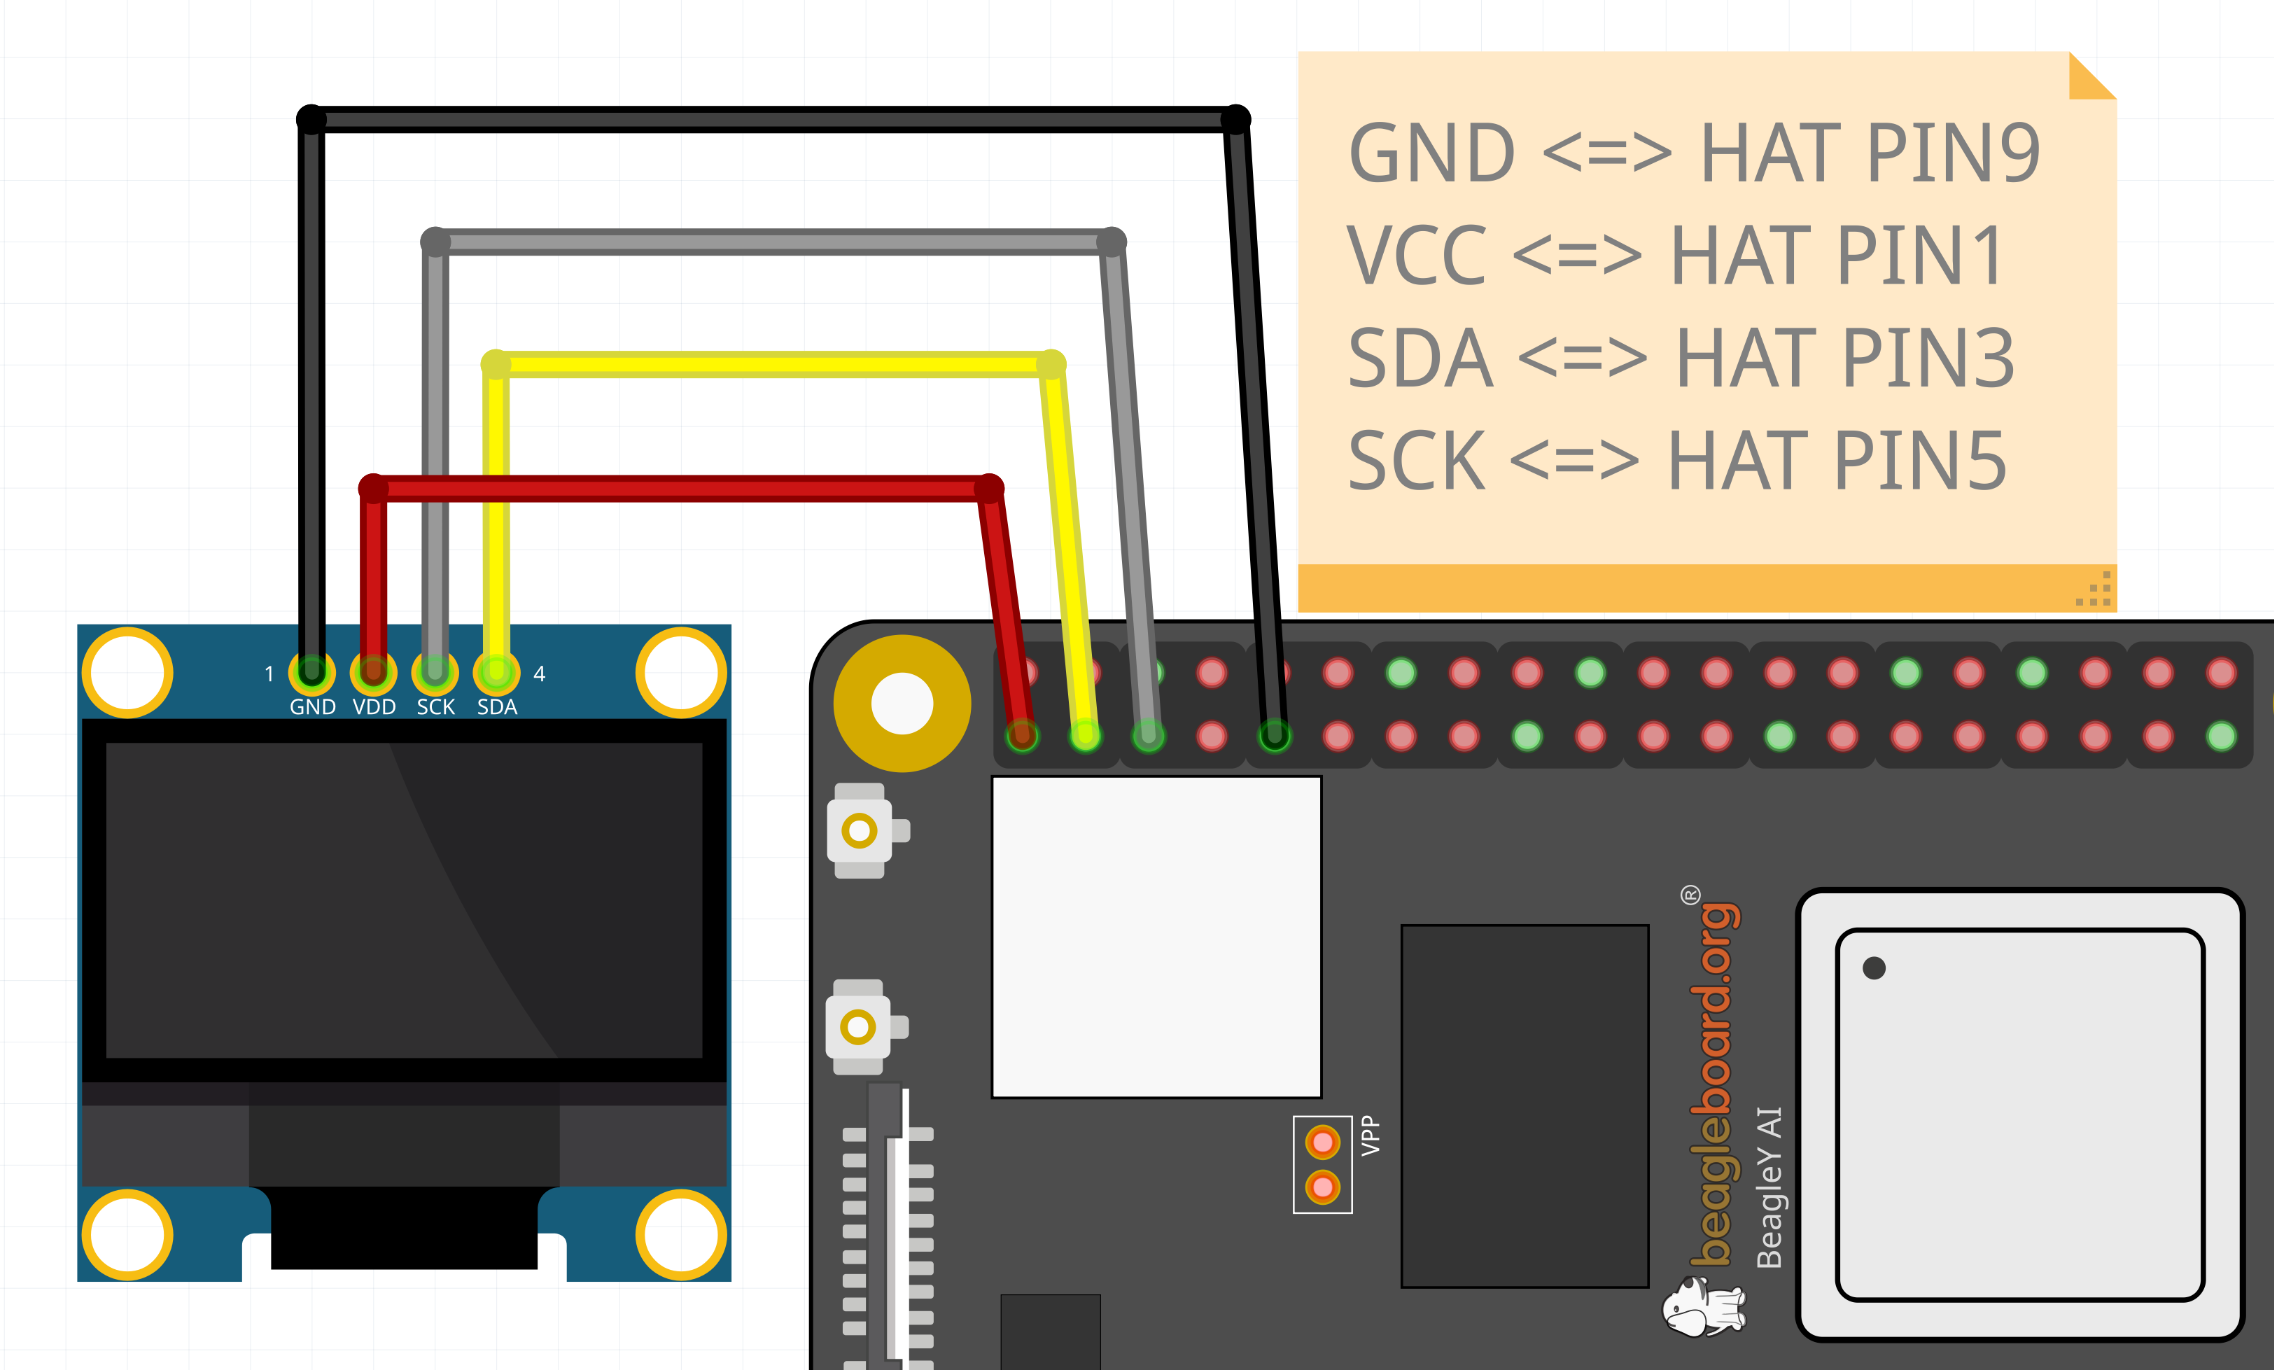 GND <=> HAT PIN9
VCC <=> HAT PIN1
SDA <=> HAT PIN3
SCK <=> HAT PIN5
1 4
GND VDD SCK SDA
VPP
beagleboard.org®
BeagleY AI